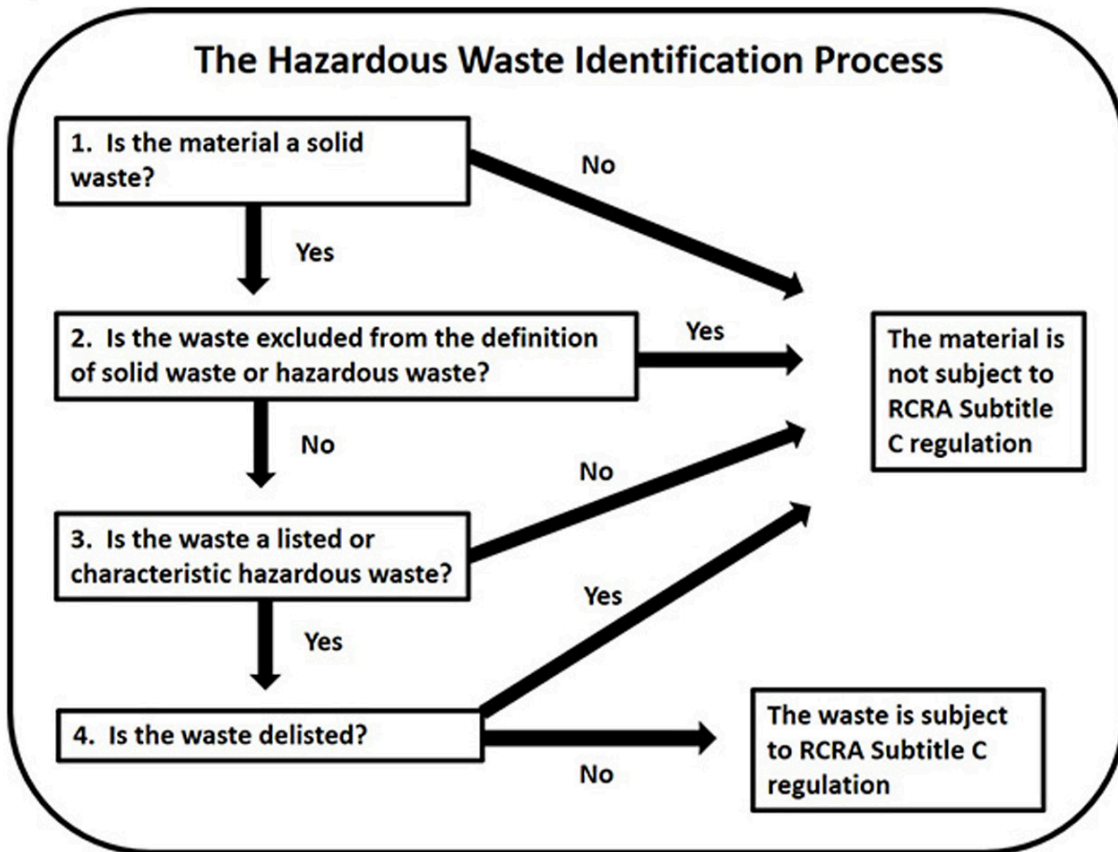 The Hazardous Waste Identification Process
1. Is the material a solid
waste?
No
Yes
2. Is the waste excluded from the definition
of solid waste or hazardous waste?
Yes
The material is
not subject to
RCRA Subtitle
C regulation
No
No
3. Is the waste a listed or
characteristic hazardous waste?
Yes
Yes
4. Is the waste delisted?
No
The waste is subject
to RCRA Subtitle C
regulation